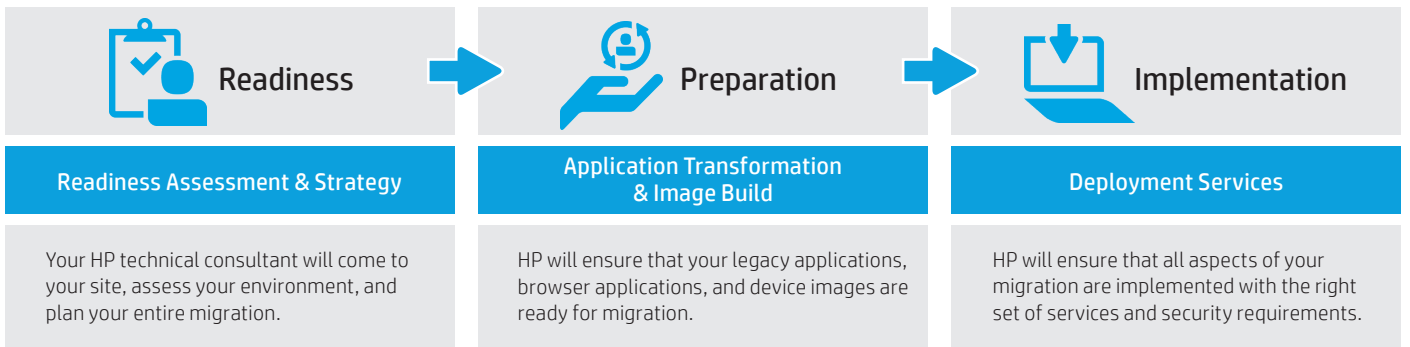 Readiness
Preparation
Implementation
Readiness Assessment & Strategy
Application Transformation
& Image Build
Deployment Services
Your HP technical consultant will come to
your site, assess your environment, and
plan your entire migration.
HP will ensure that your legacy applications,
browser applications, and device images are
ready for migration.
HP will ensure that all aspects of your
migration are implemented with the right
set of services and security requirements.